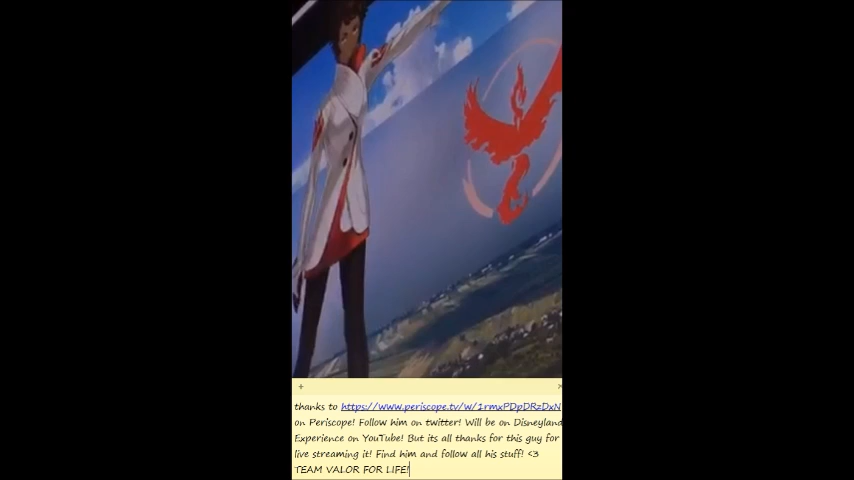 thanks to https://www.periscope.tv/w/1rmxPDpDRzDxN
on Periscope! Follow him on twitter! Will be on Disneyland
Experience on YouTube! But its all thanks for this guy for
live streaming it! Find him and follow all his stuff! <3
TEAM VALOR FOR LIFE!